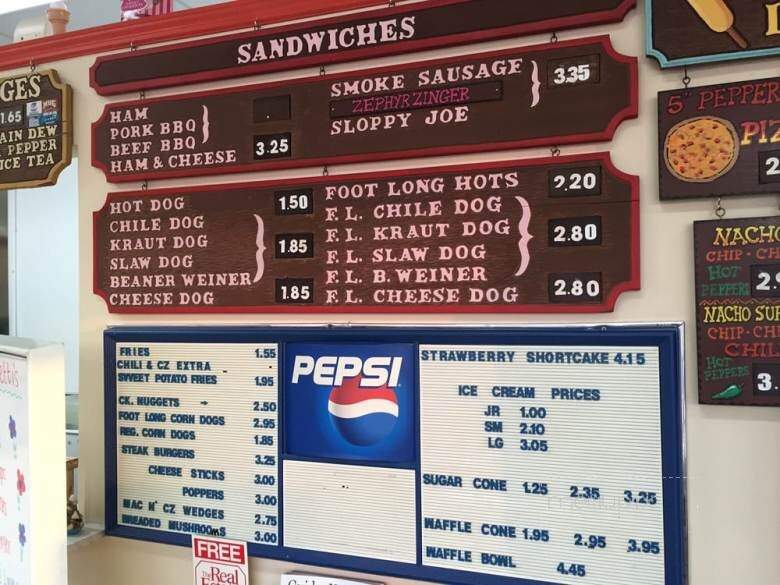 SANDWICHES
HAM
PORK BBQ
BEEF BBQ
HAM & CHEESE 3.25
SMOKE SAUSAGE 3.35
ZEPHYR ZINGER
SLOPPY JOE
HOT DOG 1.50
CHILE DOG
KRAUT DOG 1.85
SLAW DOG
BEANER WEINER
CHEESE DOG 1.85
FOOT LONG HOTS 2.20
F.L. CHILE DOG
F.L. KRAUT DOG 2.80
F.L. SLAW DOG
F.L. B.WEINER
F.L. CHEESE DOG 2.80
GES
1.65
AIN DEW
PEPPER
ICE TEA
5" PEPPER
PIZ
2
NACHO
CHIP-CH
HOT
PEPPERS 2.
NACHO SUP
CHIP-CH
CHIL
HOT
PEPPERS 3.
FRIES 1.55
CHILI & CZ EXTRA
SWEET POTATO FRIES 1.95
CK. NUGGETS → 2.50
FOOT LONG CORN DOGS 2.95
REG. CORN DOGS 1.85
STEAK BURGERS 3.25
CHEESE STICKS 3.00
POPPERS 3.00
MAC N' CZ WEDGES 2.75
BREADED MUSHROOMS 3.00
PEPSI
STRAWBERRY SHORTCAKE 4.15
ICE CREAM PRICES
JR 1.00
SM 2.10
LG 3.05
SUGAR CONE 1.25 2.35 3.25
WAFFLE CONE 1.95 2.95 3.95
WAFFLE BOWL 4.45
FREE
Real